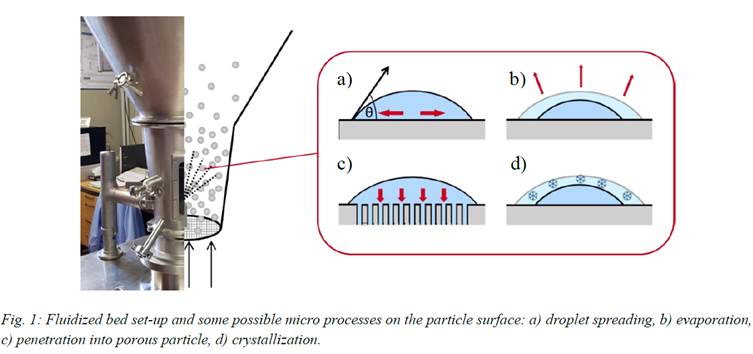 a)
b)
θ
c)
d)
Fig. 1: Fluidized bed set-up and some possible micro processes on the particle surface: a) droplet spreading, b) evaporation,
c) penetration into porous particle, d) crystallization.